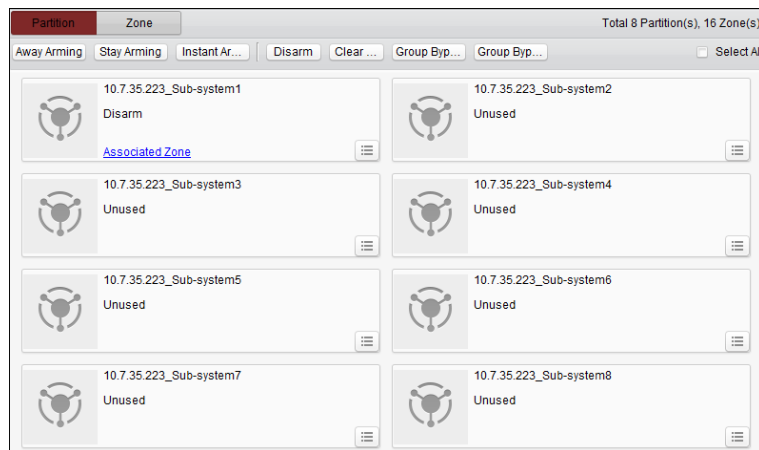 Partition Zone Total 8 Partition(s), 16 Zone(s)
Away Arming Stay Arming Instant Ar... Disarm Clear ... Group Byp... Group Byp... Select Al
10.7.35.223_Sub-system1 10.7.35.223_Sub-system2
Disarm Unused
Associated Zone
10.7.35.223_Sub-system3 10.7.35.223_Sub-system4
Unused Unused
10.7.35.223_Sub-system5 10.7.35.223_Sub-system6
Unused Unused
10.7.35.223_Sub-system7 10.7.35.223_Sub-system8
Unused Unused